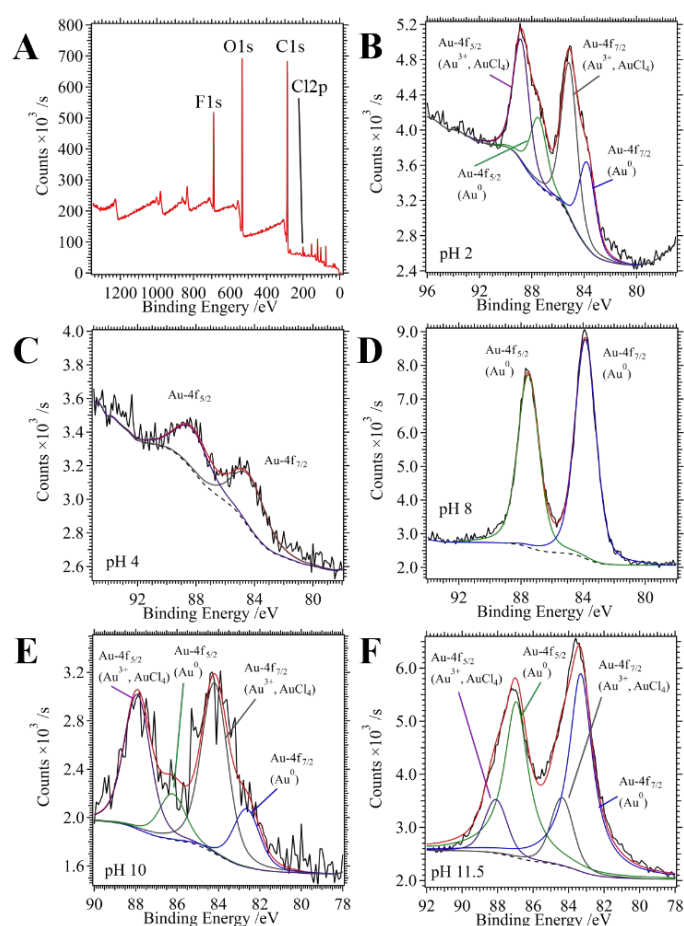 A
800
700
600
500
400
300
200
100
0
Counts ×10³ /s
O1s
C1s
Cl2p
F1s
1200 1000 800 600 400 200 0
Binding Engery /eV
B
5.2
4.8
4.4
4.0
3.6
3.2
2.8
2.4
Counts ×10³ /s
Au-4f5/2
(Au³⁺, AuCl4)
Au-4f7/2
(Au³⁺, AuCl4)
Au-4f5/2
(Au⁰)
Au-4f7/2
(Au⁰)
pH 2
96 92 88 84 80
Binding Energy /eV
C
4.0
3.8
3.6
3.4
3.2
3.0
2.8
2.6
Counts ×10³ /s
Au-4f5/2
Au-4f7/2
pH 4
92 88 84 80
Binding Energy /eV
D
9.0
8.0
7.0
6.0
5.0
4.0
3.0
2.0
Counts ×10³ /s
Au-4f5/2
(Au⁰)
Au-4f7/2
(Au⁰)
pH 8
92 88 84 80
Binding Energy /eV
E
3.2
2.8
2.4
2.0
1.6
Counts ×10³ /s
Au-4f5/2
(Au³⁺, AuCl4)
Au-4f5/2
(Au⁰)
Au-4f7/2
(Au³⁺, AuCl4)
Au-4f7/2
(Au⁰)
pH 10
90 88 86 84 82 80 78
Binding Energy /eV
F
6.0
5.0
4.0
3.0
2.0
Counts ×10³ /s
Au-4f5/2
(Au³⁺, AuCl4)
Au-4f5/2
(Au⁰)
Au-4f7/2
(Au³⁺, AuCl4)
Au-4f7/2
(Au⁰)
pH 11.5
92 90 88 86 84 82 80 78
Binding Energy /eV